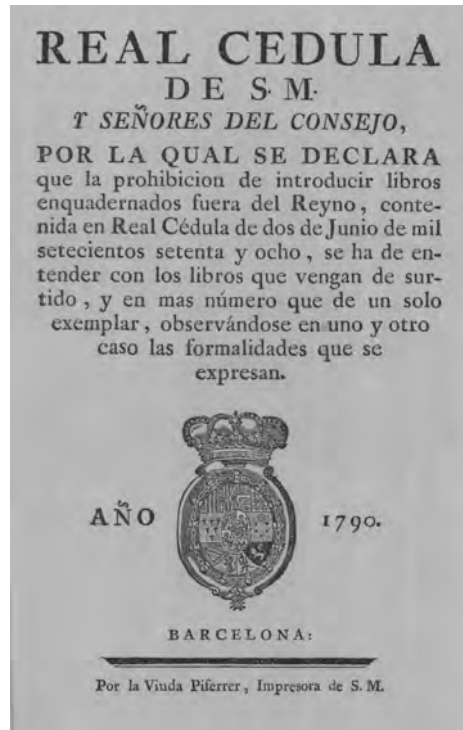 REAL CEDULA
DE S. M.
Y SEÑORES DEL CONSEJO,
POR LA QUAL SE DECLARA
que la prohibicion de introducir libros
enquadernados fuera del Reyno, conte-
nida en Real Cédula de dos de Junio de mil
setecientos setenta y ocho, se ha de en-
tender con los libros que vengan de sur-
tido, y en mas número que de un solo
exemplar, observándose en uno y otro
caso las formalidades que se
expresan.
AÑO 1790.
BARCELONA:
Por la Viuda Piferrer, Impresora de S. M.